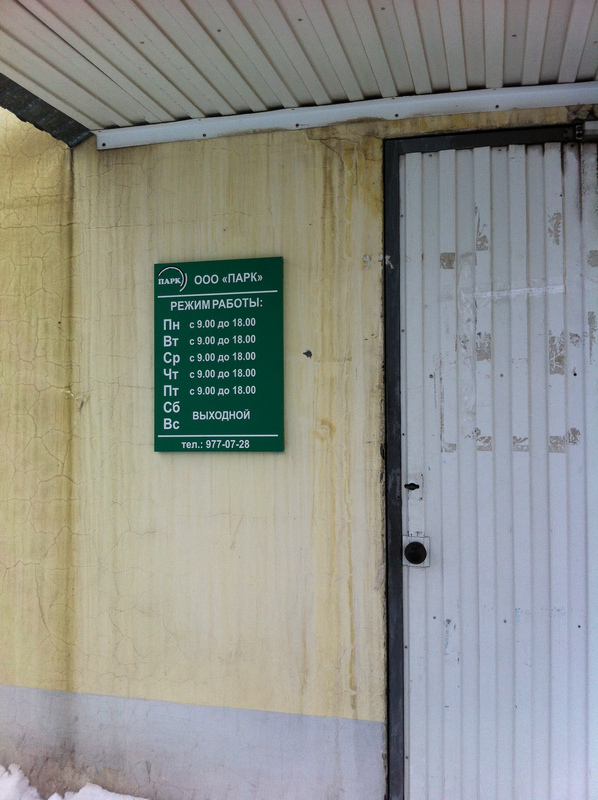 ПАРК ООО «ПАРК»
РЕЖИМ РАБОТЫ:
Пн с 9.00 до 18.00
Вт с 9.00 до 18.00
Ср с 9.00 до 18.00
Чт с 9.00 до 18.00
Пт с 9.00 до 18.00
Сб
ВЫХОДНОЙ
Вс
тел.: 977-07-28